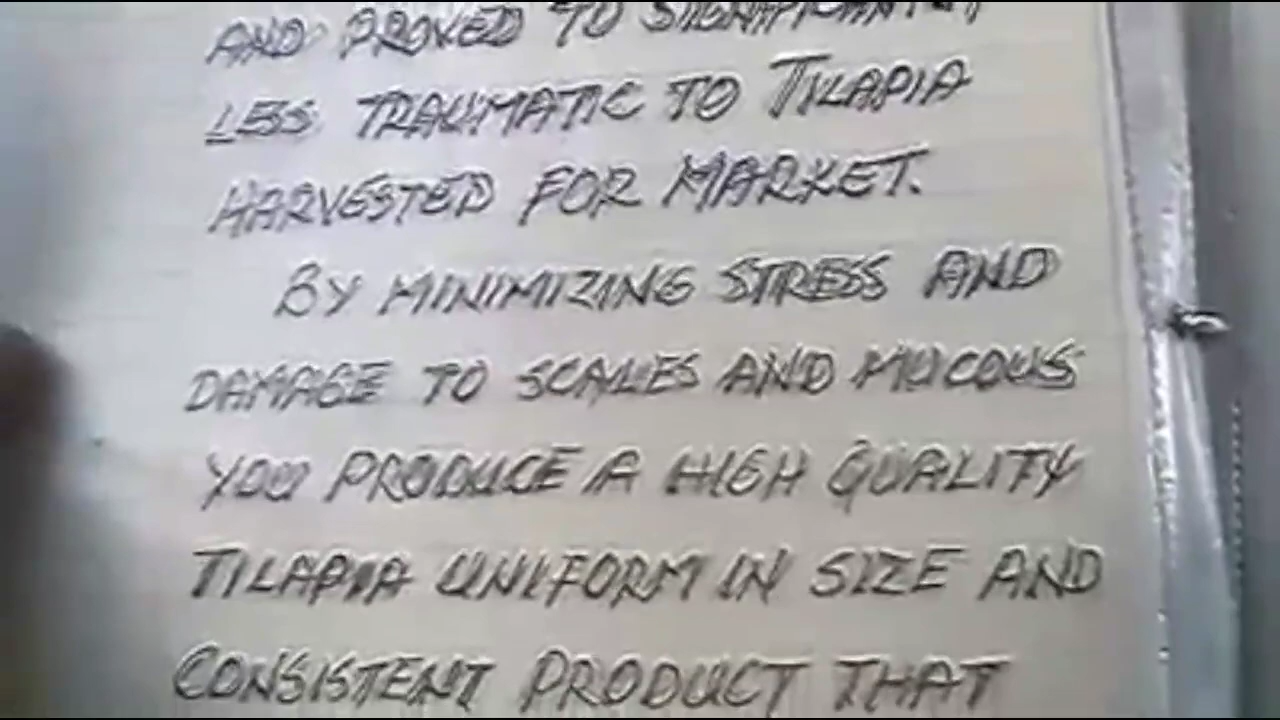 AND PROVED TO SIGNIFICANTLY
LESS TRAUMATIC TO TILAPIA
HARVESTED FOR MARKET.
BY MINIMIZING STRESS AND
DAMAGE TO SCALES AND MUCOUS
YOU PRODUCE A HIGH QUALITY
TILAPIA UNIFORM IN SIZE AND
CONSISTENT PRODUCT THAT